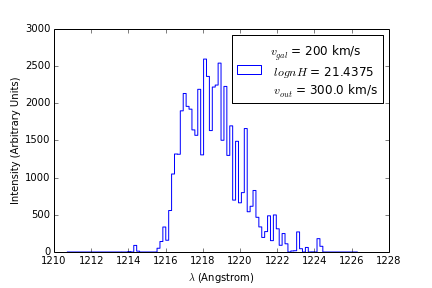 3000
2500
2000
1500
1000
500
0
Intensity (Arbitrary Units)
v_gal = 200 km/s
lognH = 21.4375
v_out = 300.0 km/s
1210 1212 1214 1216 1218 1220 1222 1224 1226 1228
λ (Angstrom)